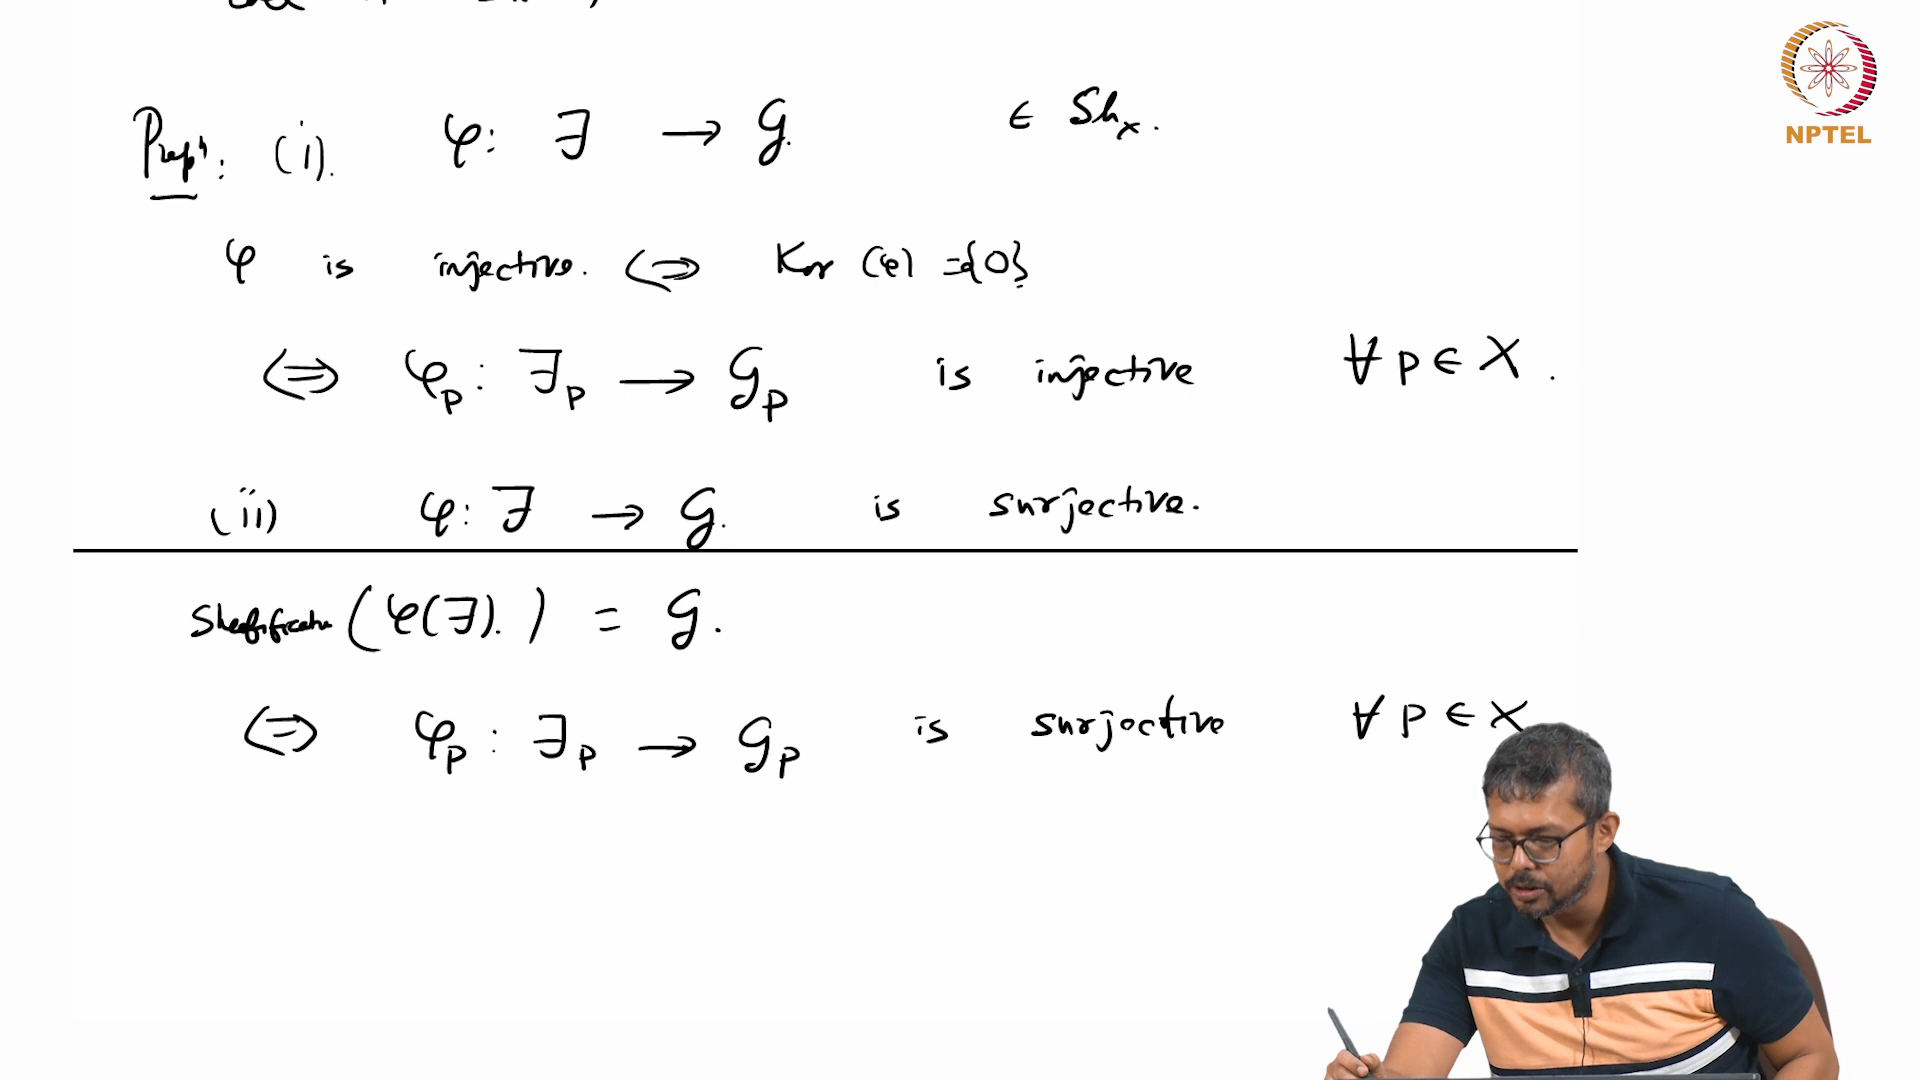 NPTEL
Propⁿ: (i). φ: ℱ → 𝒢. ∈ Sh_X.
φ is injective. ⇔ Ker (φ) = {0}
⇔ φ_p : ℱ_p → 𝒢_p is injective ∀ p ∈ X.
(ii) φ: ℱ → 𝒢. is surjective.
Sheafification (φ(ℱ).) = 𝒢.
⇔ φ_p : ℱ_p → 𝒢_p is surjective ∀ p ∈ X